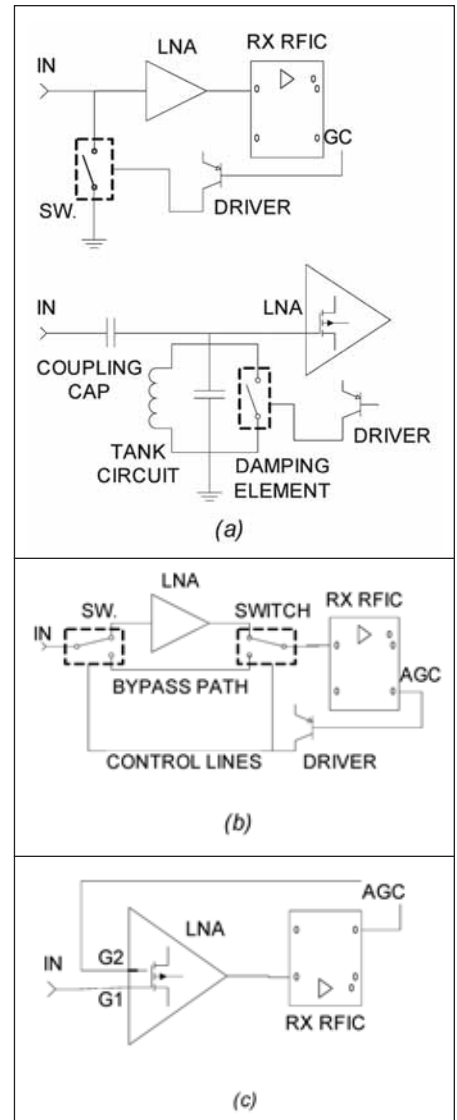 LNA
RX RFIC
IN
GC
SW.
DRIVER
IN
LNA
COUPLING
CAP
DRIVER
TANK
CIRCUIT
DAMPING
ELEMENT
(a)
LNA
SW.
SWITCH
RX RFIC
IN
AGC
BYPASS PATH
CONTROL LINES
DRIVER
(b)
AGC
LNA
G2
IN
G1
RX RFIC
(c)